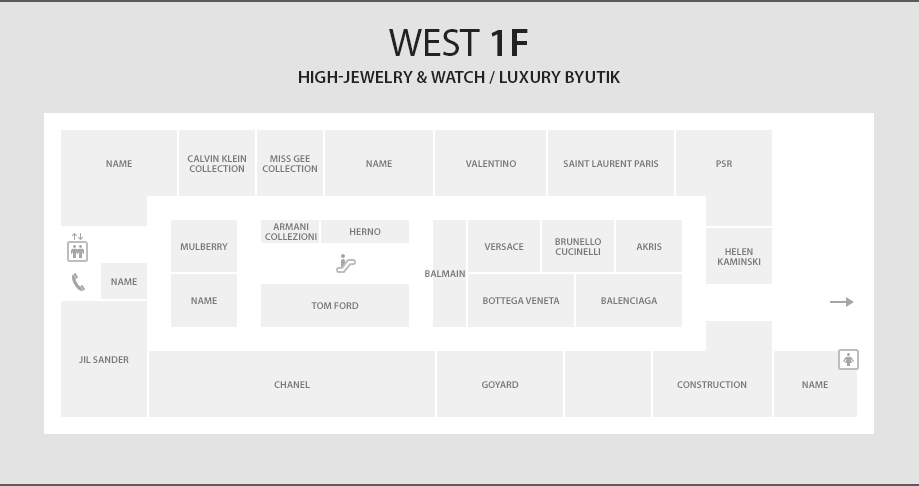 WEST 1F
HIGH-JEWELRY & WATCH / LUXURY BYUTIK
NAME
CALVIN KLEIN
COLLECTION
MISS GEE
COLLECTION
NAME
VALENTINO
SAINT LAURENT PARIS
PSR
MULBERRY
ARMANI
COLLEZIONI
HERNO
BALMAIN
VERSACE
BRUNELLO
CUCINELLI
AKRIS
HELEN
KAMINSKI
NAME
NAME
TOM FORD
BOTTEGA VENETA
BALENCIAGA
JIL SANDER
CHANEL
GOYARD
CONSTRUCTION
NAME